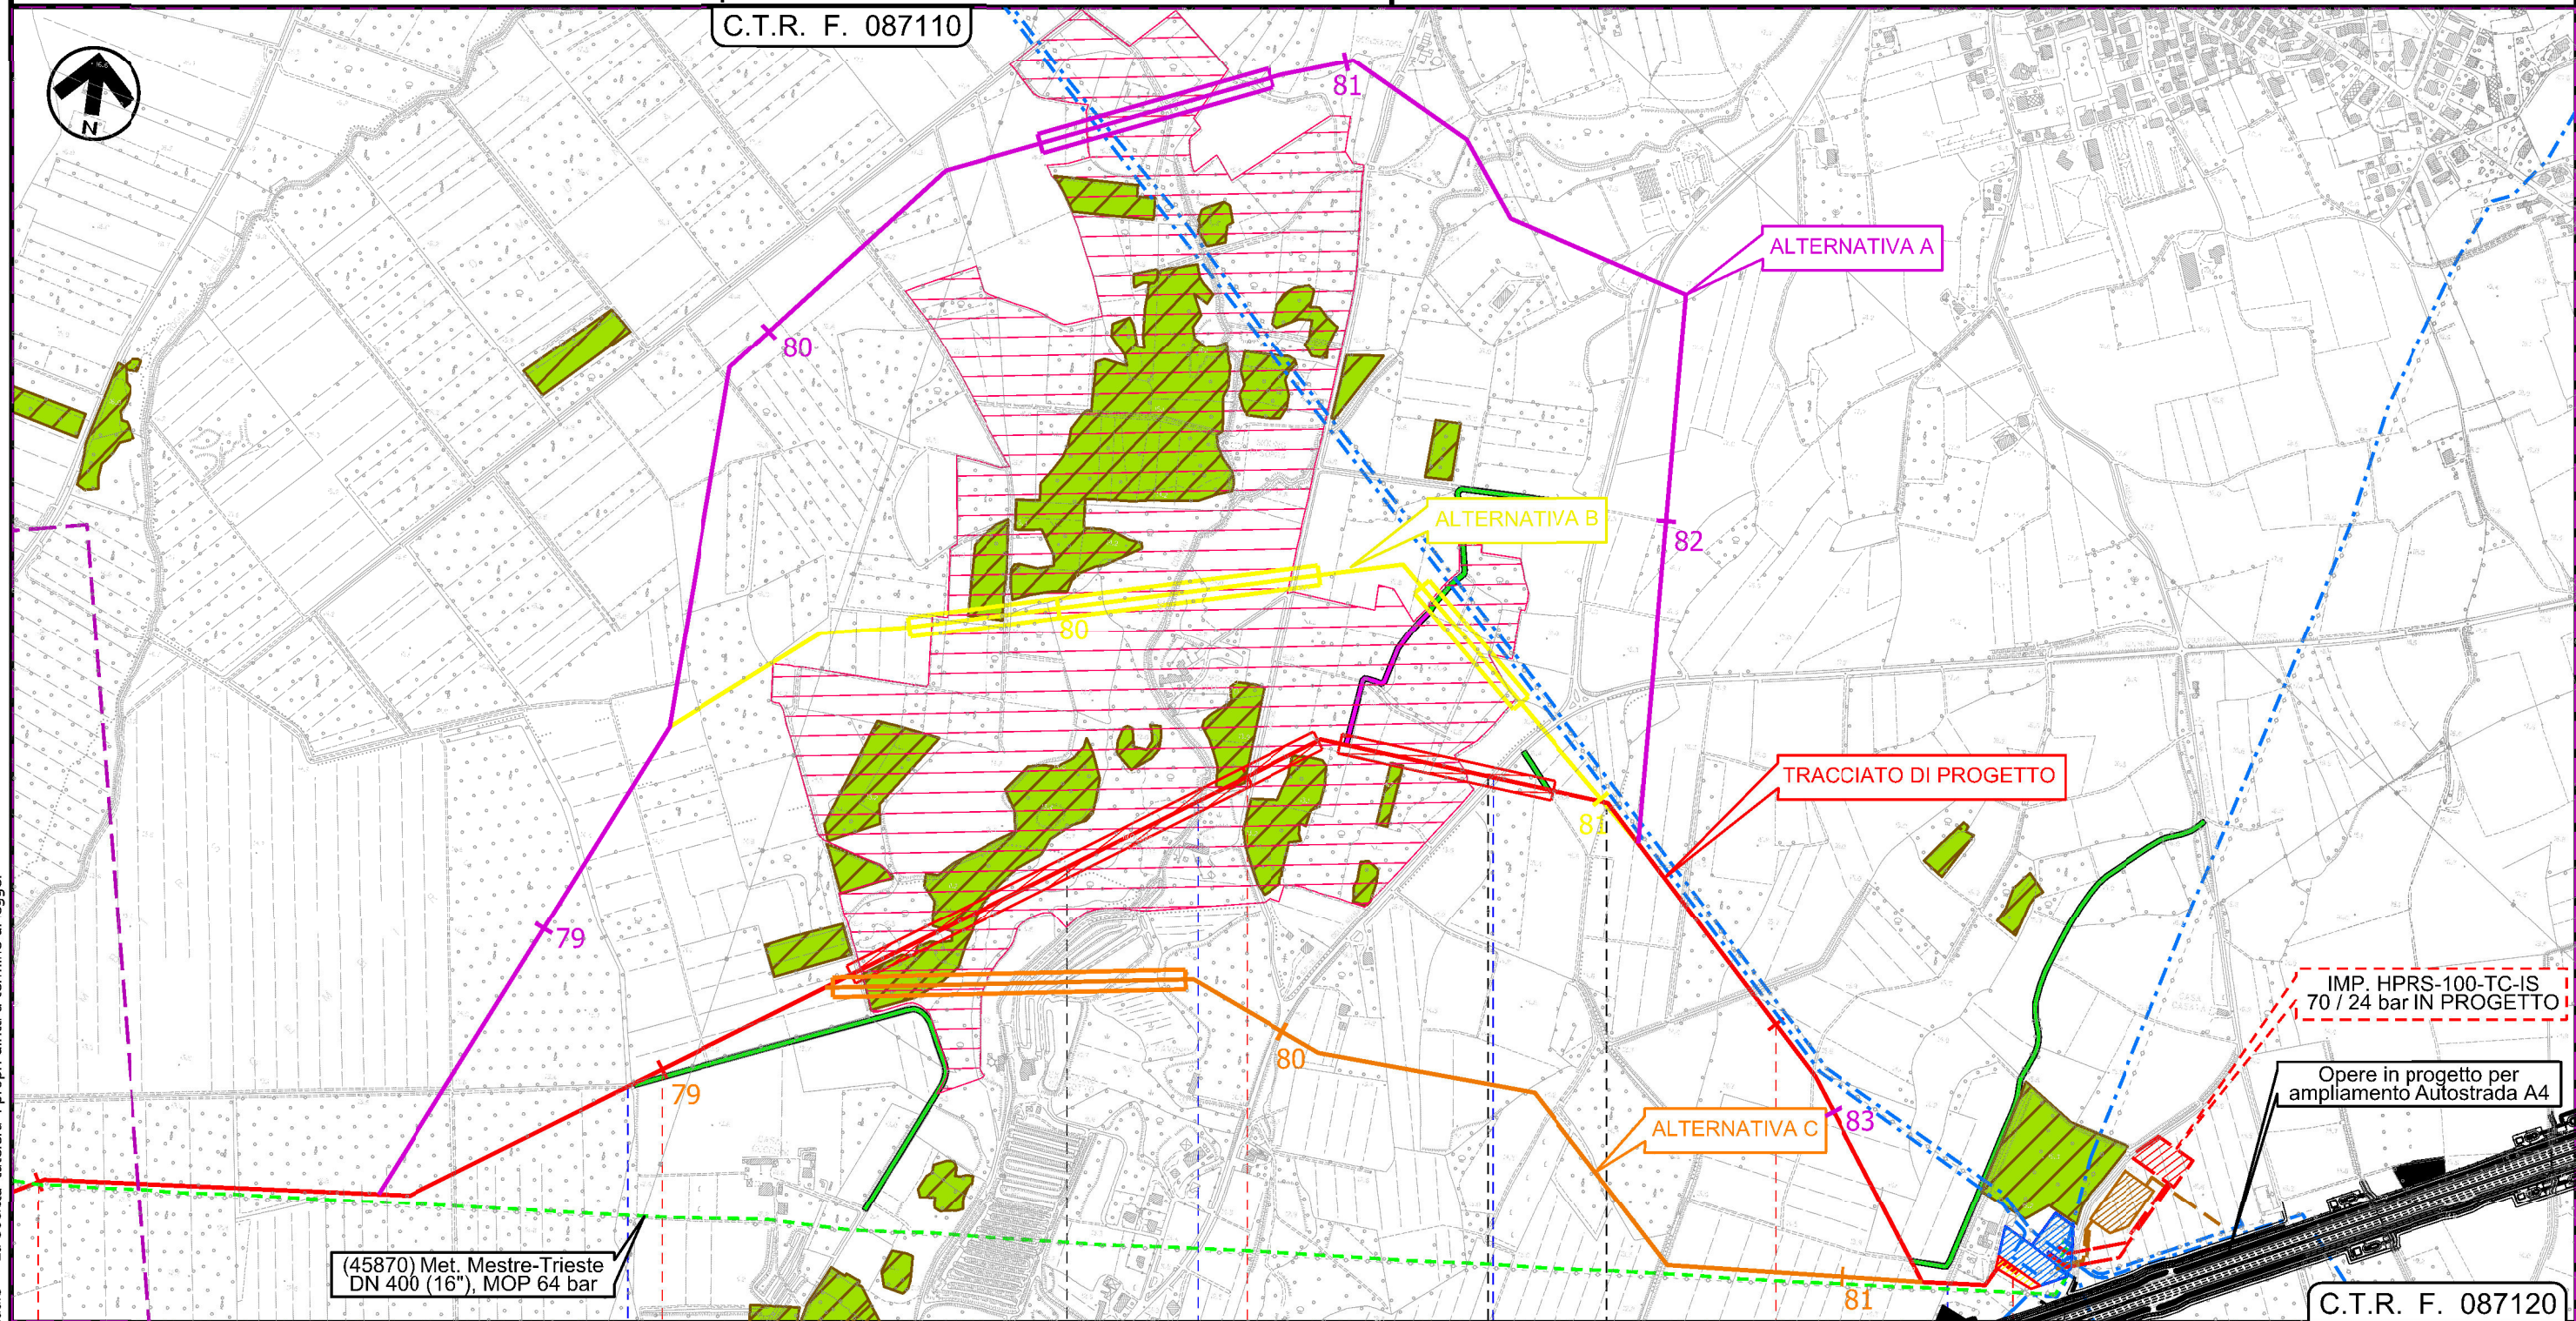 C.T.R. F. 087110
N
81
ALTERNATIVA A
80
ALTERNATIVA B
82
80
TRACCIATO DI PROGETTO
81
79
IMP. HPRS-100-TC-IS
70 / 24 bar IN PROGETTO
80
79
Opere in progetto per
ampliamento Autostrada A4
83
ALTERNATIVA C
(45870) Met. Mestre-Trieste
DN 400 (16"), MOP 64 bar
81
C.T.R. F. 087120